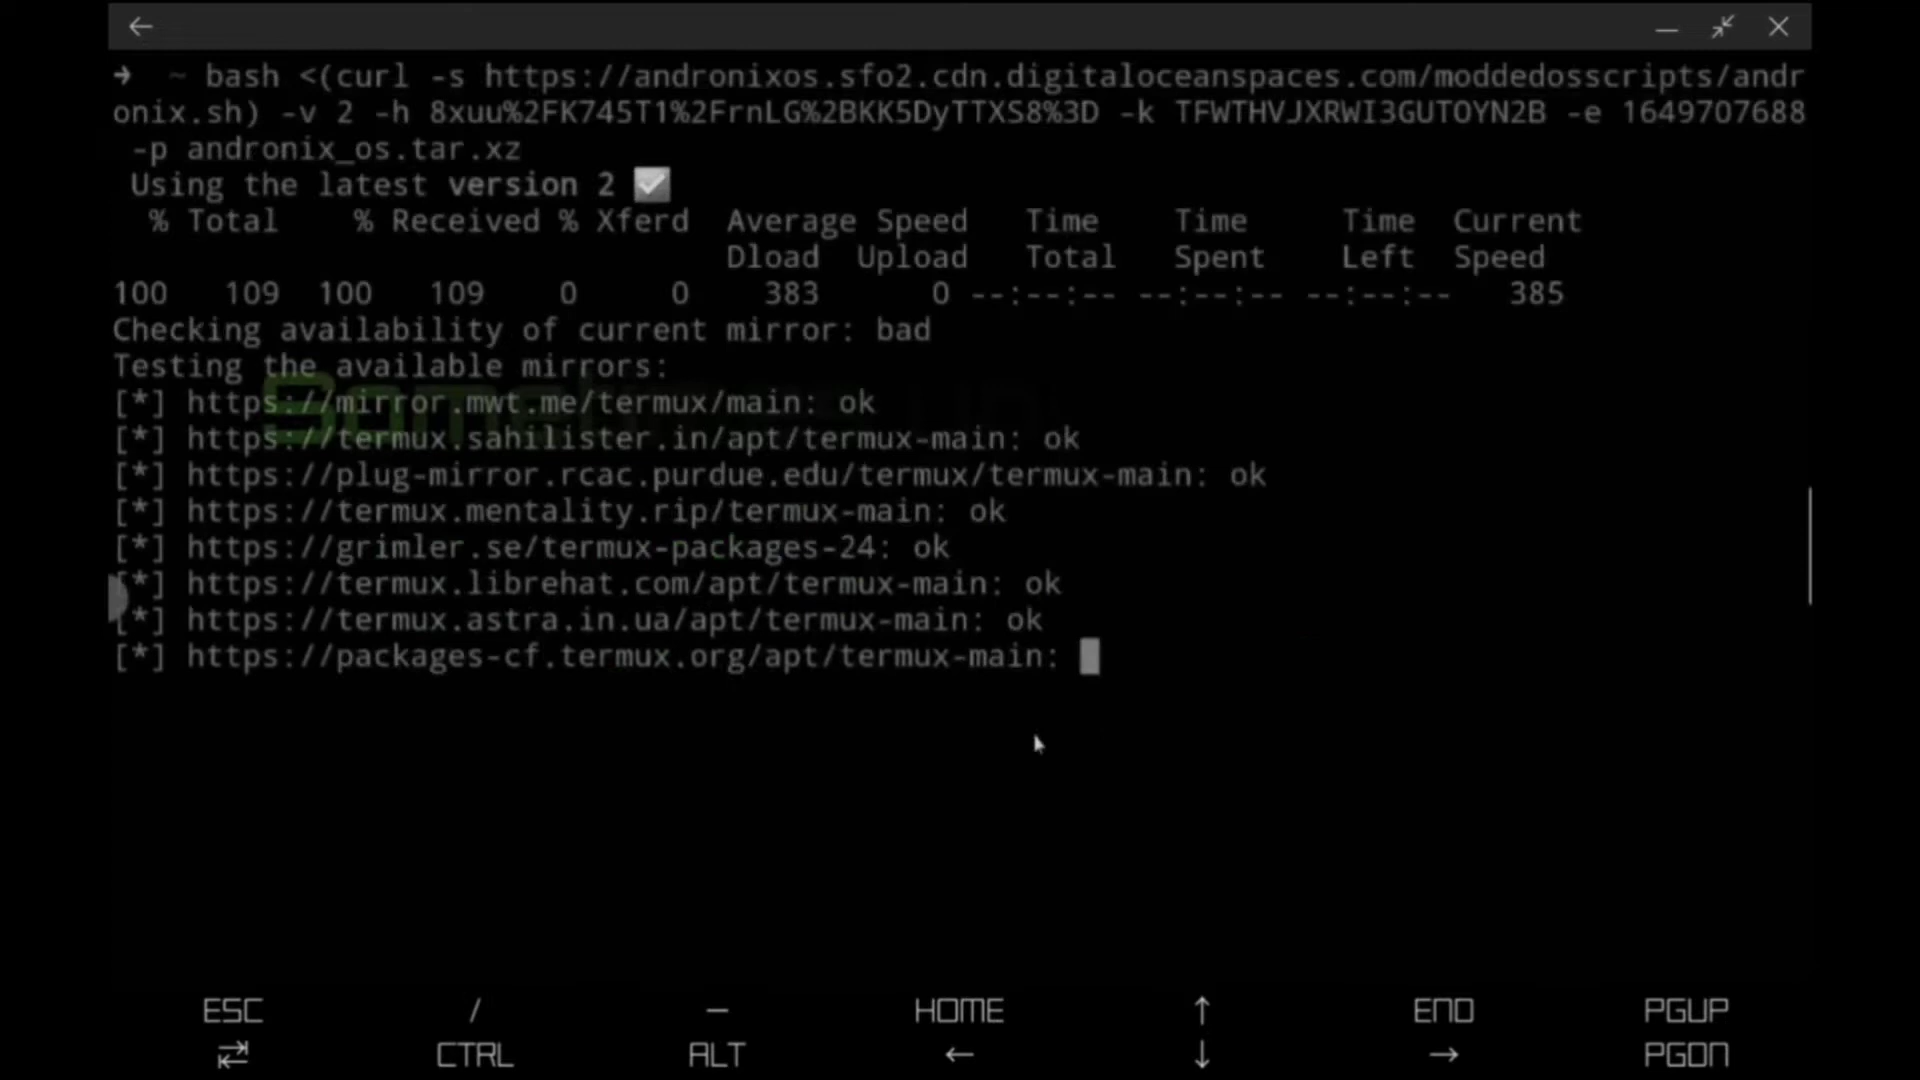 ➜  ~ bash <(curl -s https://andronixos.sfo2.cdn.digitaloceanspaces.com/moddedosscripts/andr
onix.sh) -v 2 -h 8xuu%2FK745T1%2FrnLG%2BKK5DyTTXS8%3D -k TFWTHVJXRWI3GUTOYN2B -e 1649707688
-p andronix_os.tar.xz
Using the latest version 2 ✅
% Total    % Received % Xferd  Average Speed   Time    Time     Time  Current
Dload  Upload   Total   Spent    Left  Speed
100   109  100   109    0     0    383      0 --:--:-- --:--:-- --:--:--   385
Checking availability of current mirror: bad
Testing the available mirrors:
[*] https://mirror.mwt.me/termux/main: ok
[*] https://termux.sahilister.in/apt/termux-main: ok
[*] https://plug-mirror.rcac.purdue.edu/termux/termux-main: ok
[*] https://termux.mentality.rip/termux-main: ok
[*] https://grimler.se/termux-packages-24: ok
[*] https://termux.librehat.com/apt/termux-main: ok
[*] https://termux.astra.in.ua/apt/termux-main: ok
[*] https://packages-cf.termux.org/apt/termux-main:
ESC / — HOME ↑ END PGUP
⇄ CTRL ALT ← ↓ → PGDN